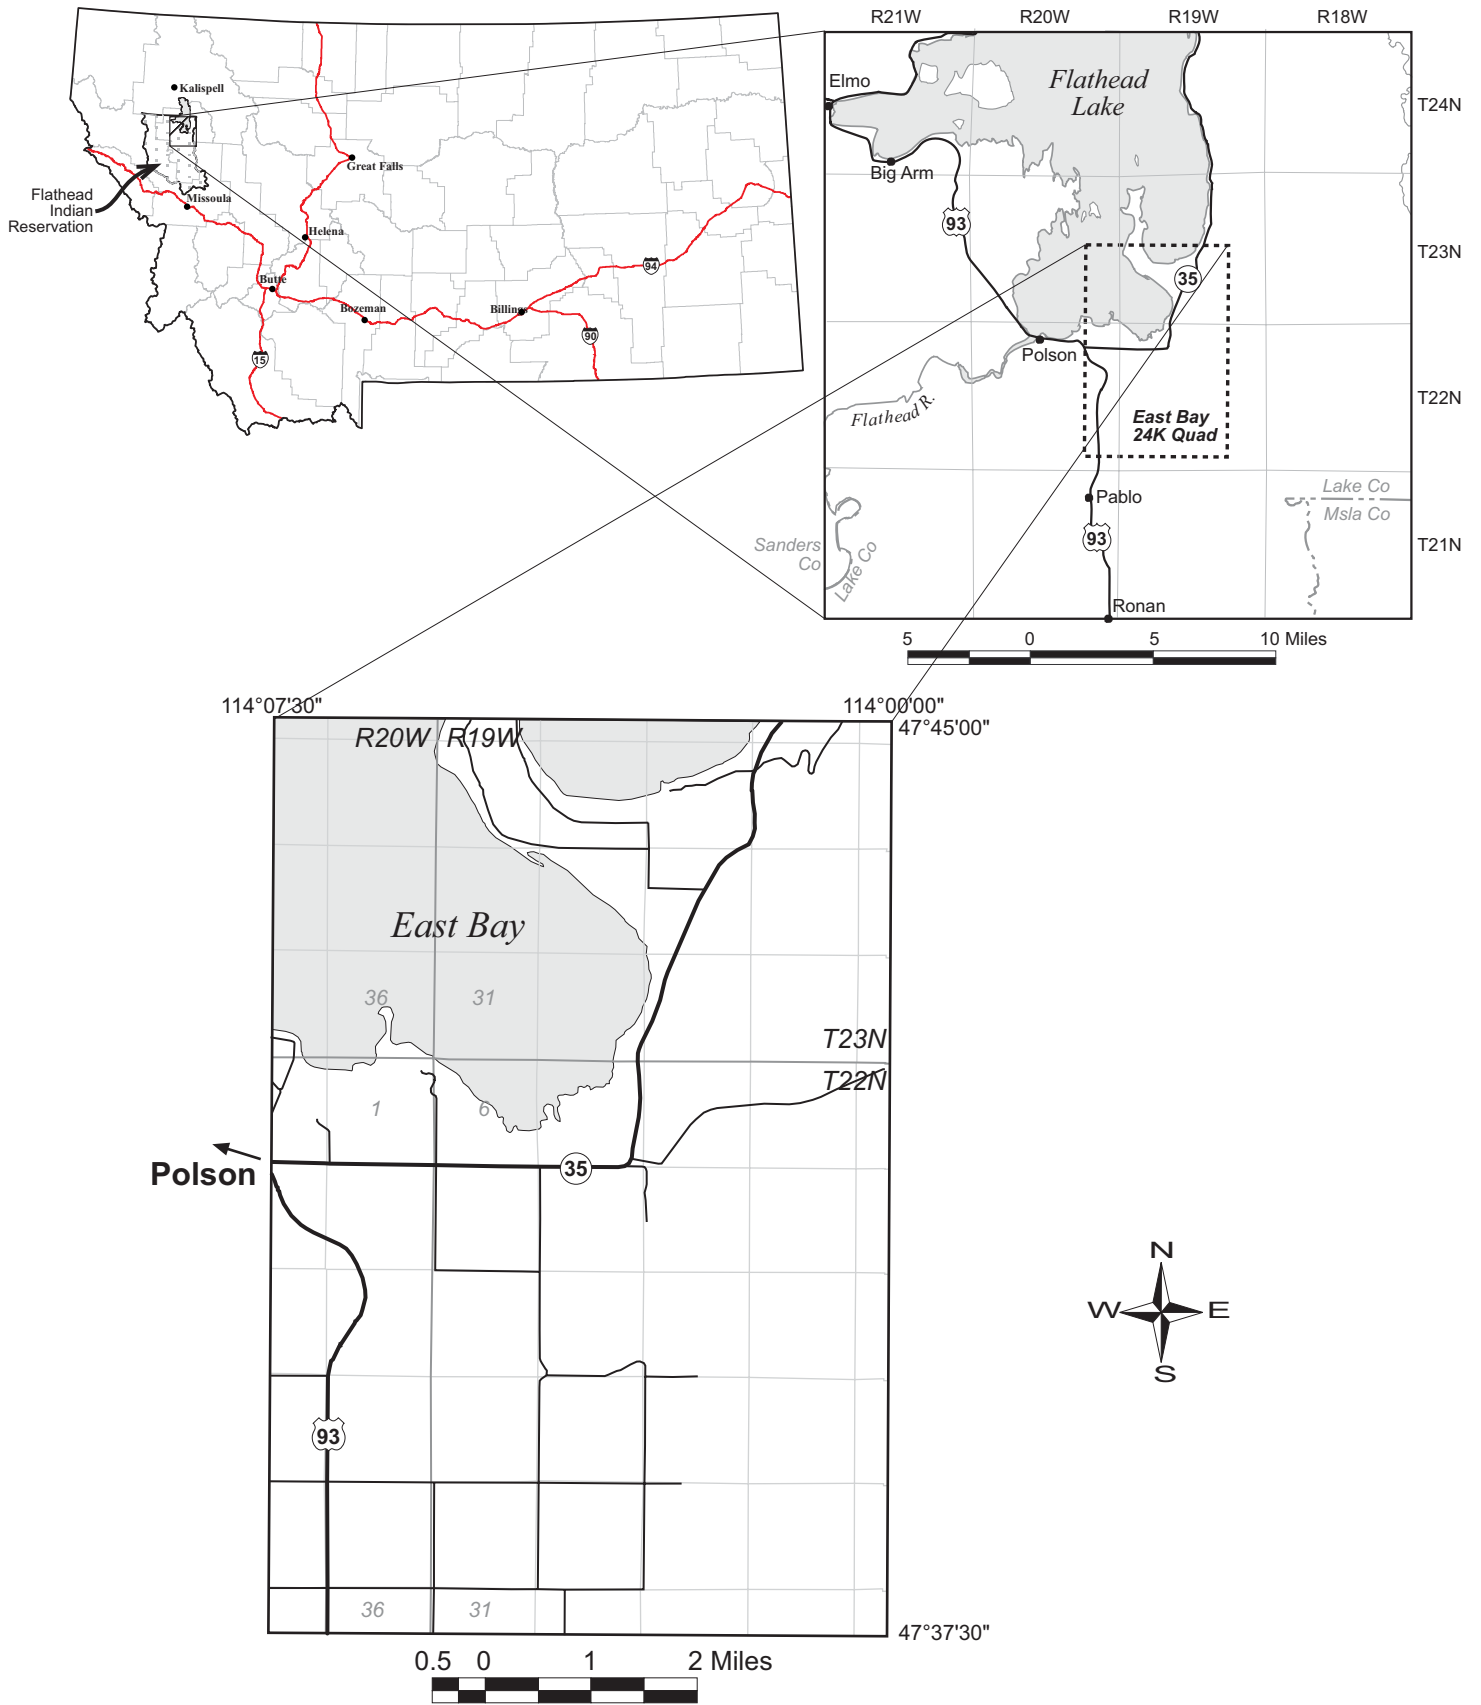 R21W R20W R19W R18W
Kalispell
Great Falls
Flathead
Indian
Reservation
Missoula
Helena
Butte
Bozeman
Billings
94
90
15
Elmo
Flathead
Lake
T24N
Big Arm
93
T23N
35
Polson
Flathead R.
T22N
East Bay
24K Quad
Pablo
Lake Co
Msla Co
Sanders
Co
Lake Co
93
T21N
Ronan
5 0 5 10 Miles
114°07'30" 114°00'00"
47°45'00"
R20W R19W
East Bay
36 31
T23N
T22N
1 6
Polson
35
93
N
W E
S
36 31
47°37'30"
0.5 0 1 2 Miles